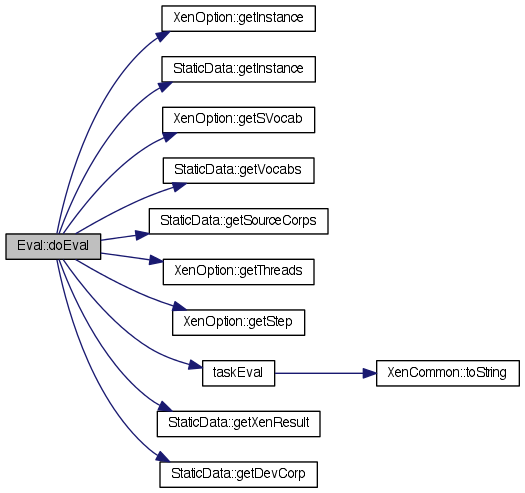 XenOption::getInstance
StaticData::getInstance
XenOption::getSVocab
StaticData::getVocabs
StaticData::getSourceCorps
Eval::doEval
XenOption::getThreads
XenOption::getStep
taskEval
XenCommon::toString
StaticData::getXenResult
StaticData::getDevCorp